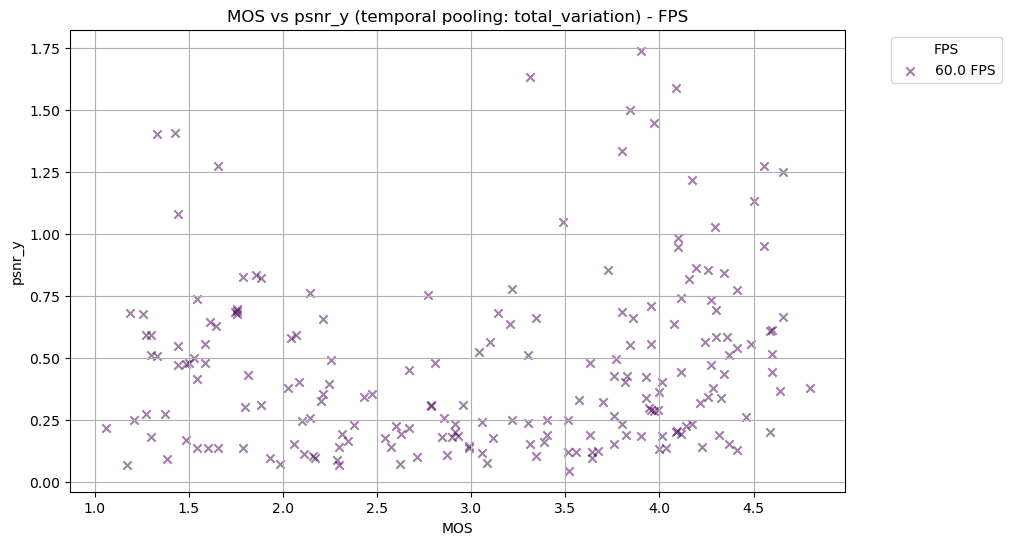 MOS vs psnr_y (temporal pooling: total_variation) - FPS
FPS
60.0 FPS
psnr_y
1.75
1.50
1.25
1.00
0.75
0.50
0.25
0.00
1.0 1.5 2.0 2.5 3.0 3.5 4.0 4.5
MOS